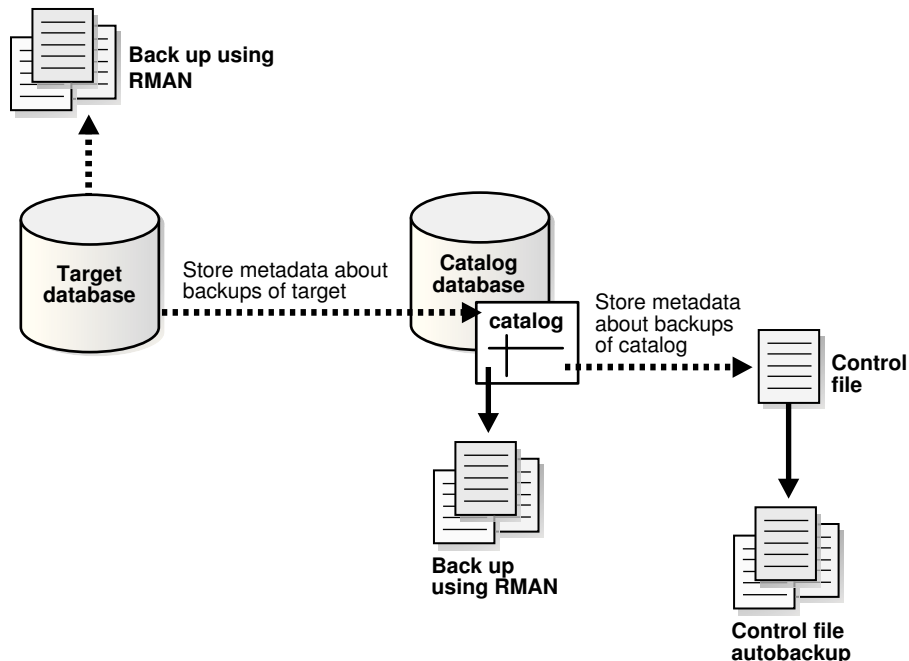 Back up using
RMAN
Target
database
Store metadata about
backups of target
Catalog
database
catalog
Store metadata
about backups
of catalog
Control
file
Back up
using RMAN
Control file
autobackup